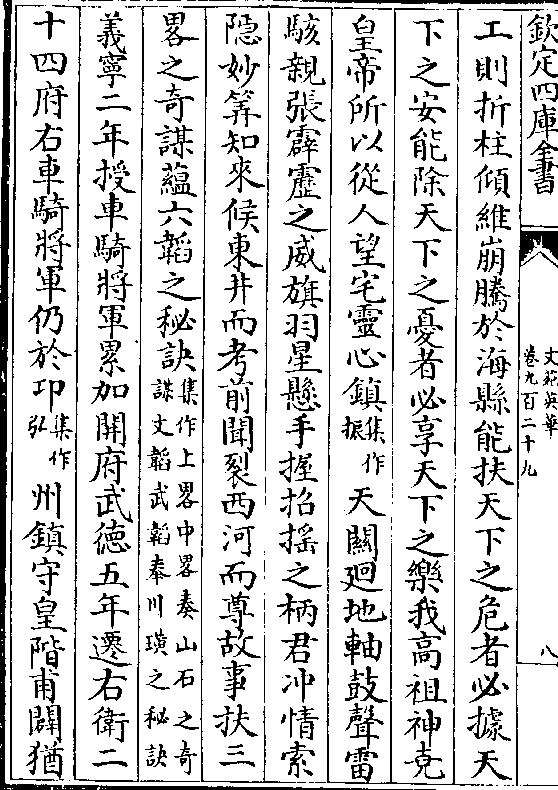 欽定四庫全書
文苑英華
卷九百二十九
八
工則折柱傾維崩騰於海縣能扶天下之危者必據天
下之安能除天下之憂者必享天下之樂我高祖神堯
皇帝所以從人望宅靈心鎮集作振天關廻地軸鼓聲雷
駭親張霹靂之威旗羽星懸手握招搖之柄君冲情索
隠妙筭知來候東井而考前聞裂西河而尊故事扶三
畧之奇謀蘊六韜之秘訣集作上畧中畧奏山石之奇謀文韜武韜奉川璜之秘訣
義寧二年授車騎將軍累加開府武徳五年遷右衛二
十四府右車騎將軍仍於卭集作弘州鎮守皇階甫闢猶